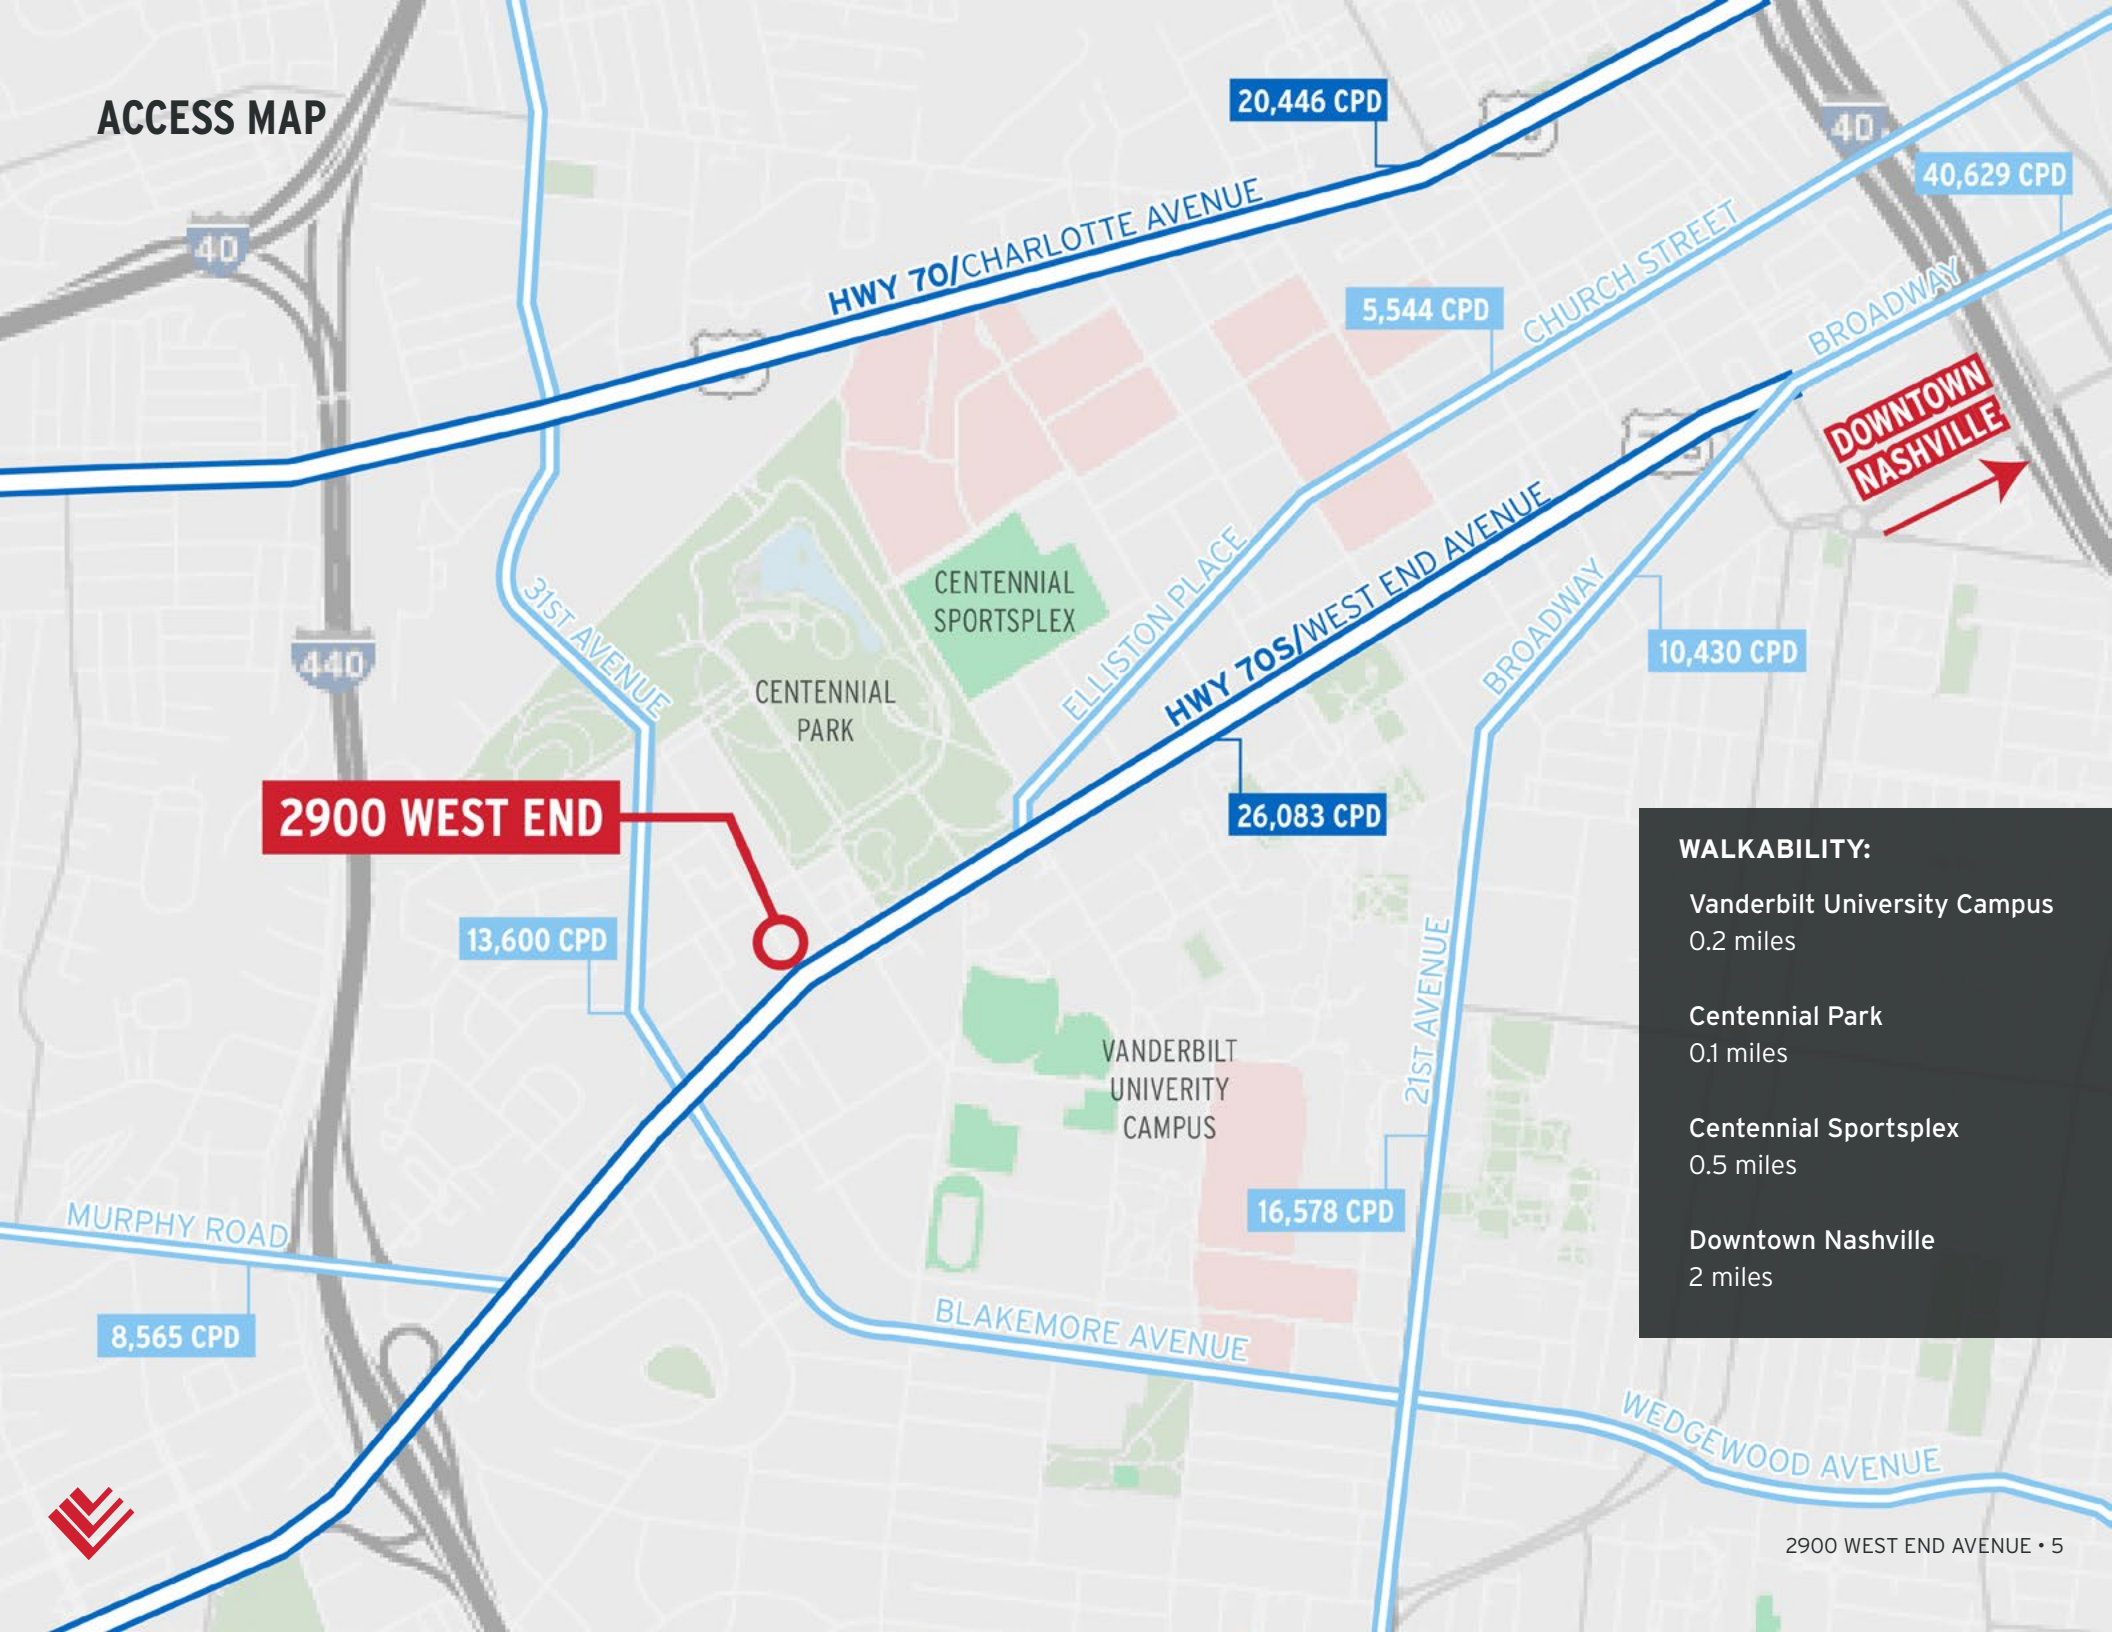 ACCESS MAP
20,446 CPD
40
40,629 CPD
40
HWY 70/CHARLOTTE AVENUE
5,544 CPD
CHURCH STREET
BROADWAY
DOWNTOWN
NASHVILLE
31ST AVENUE
CENTENNIAL
SPORTSPLEX
ELLISTON PLACE
HWY 70S/WEST END AVENUE
BROADWAY
10,430 CPD
440
CENTENNIAL
PARK
2900 WEST END
26,083 CPD
13,600 CPD
WALKABILITY:
Vanderbilt University Campus
0.2 miles
Centennial Park
0.1 miles
Centennial Sportsplex
0.5 miles
Downtown Nashville
2 miles
VANDERBILT
UNIVERITY
CAMPUS
21ST AVENUE
16,578 CPD
MURPHY ROAD
8,565 CPD
BLAKEMORE AVENUE
WEDGEWOOD AVENUE
2900 WEST END AVENUE • 5